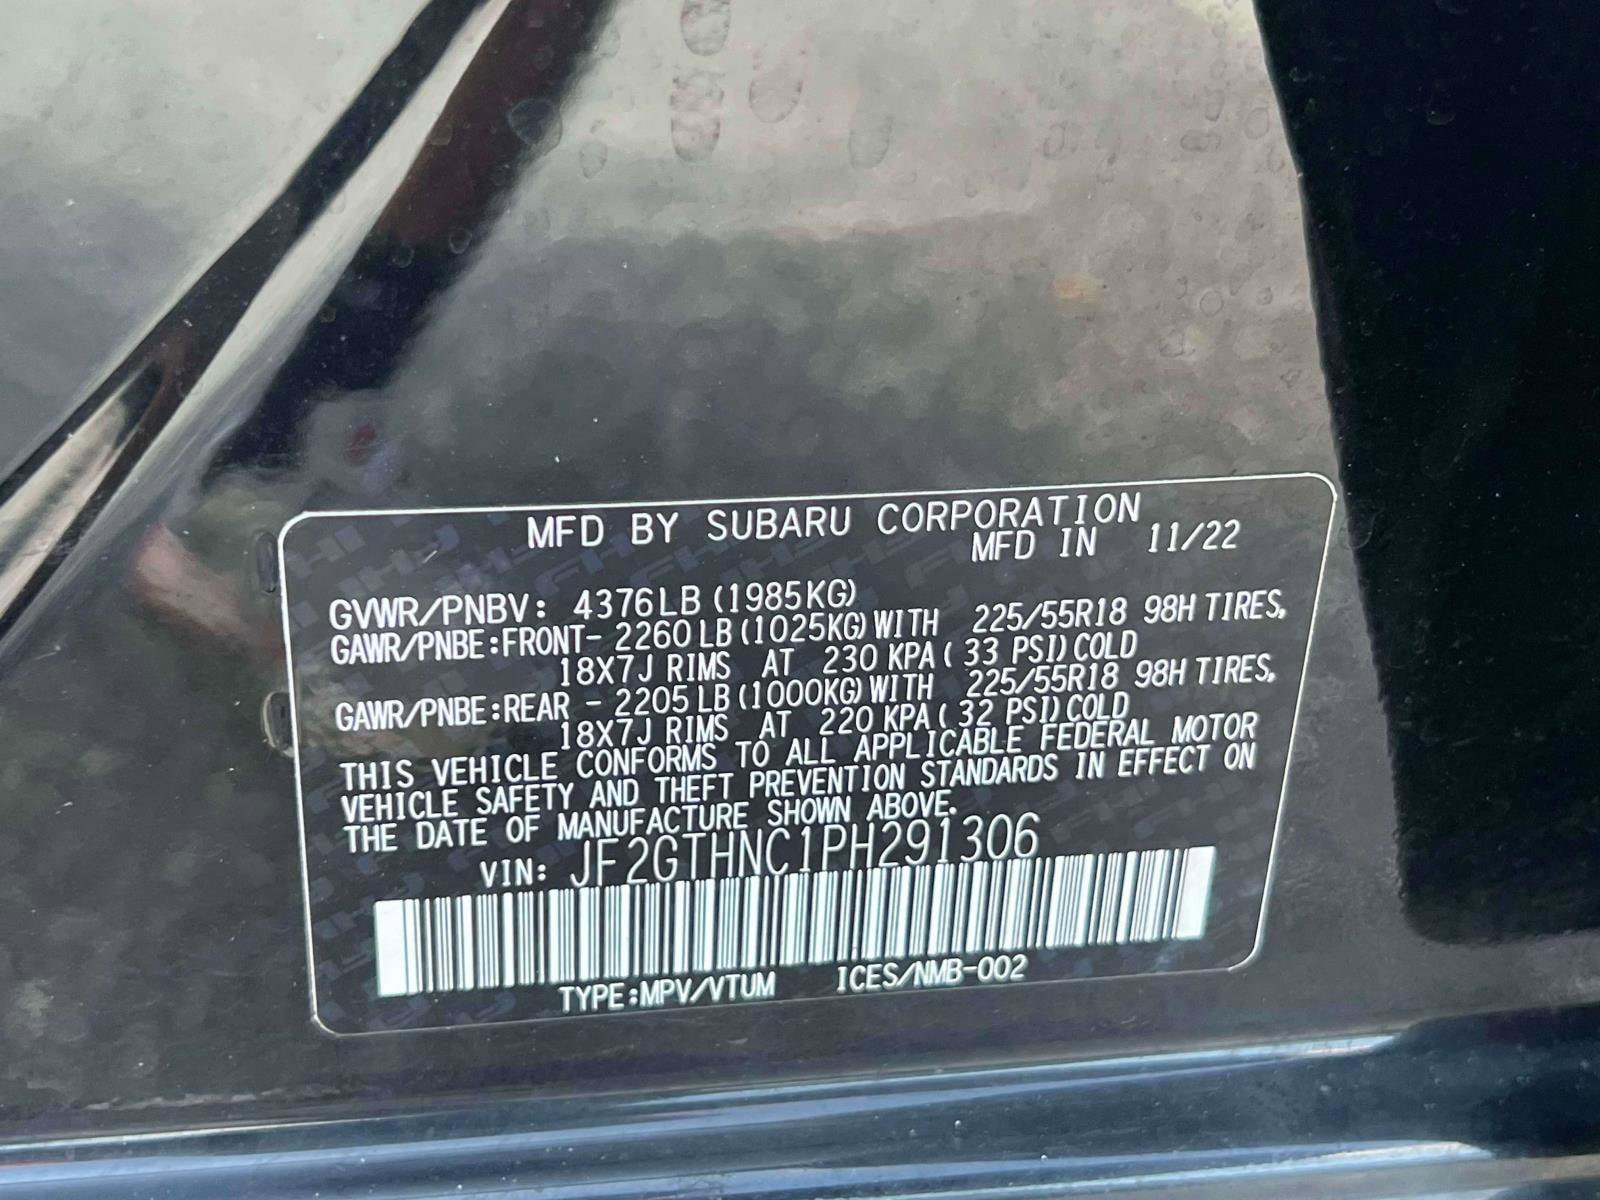 MFD BY SUBARU CORPORATION
MFD IN 11/22
GVWR/PNBV: 4376LB (1985KG)
GAWR/PNBE:FRONT- 2260 LB (1025KG) WITH 225/55R18 98H TIRES,
18X7J RIMS AT 230 KPA ( 33 PSI) COLD
GAWR/PNBE:REAR - 2205 LB (1000KG) WITH 225/55R18 98H TIRES,
18X7J RIMS AT 220 KPA ( 32 PSI) COLD
THIS VEHICLE CONFORMS TO ALL APPLICABLE FEDERAL MOTOR
VEHICLE SAFETY AND THEFT PREVENTION STANDARDS IN EFFECT ON
THE DATE OF MANUFACTURE SHOWN ABOVE.
VIN: JF2GTHNC1PH291306
TYPE:MPV/VTUM ICES/NMB-002